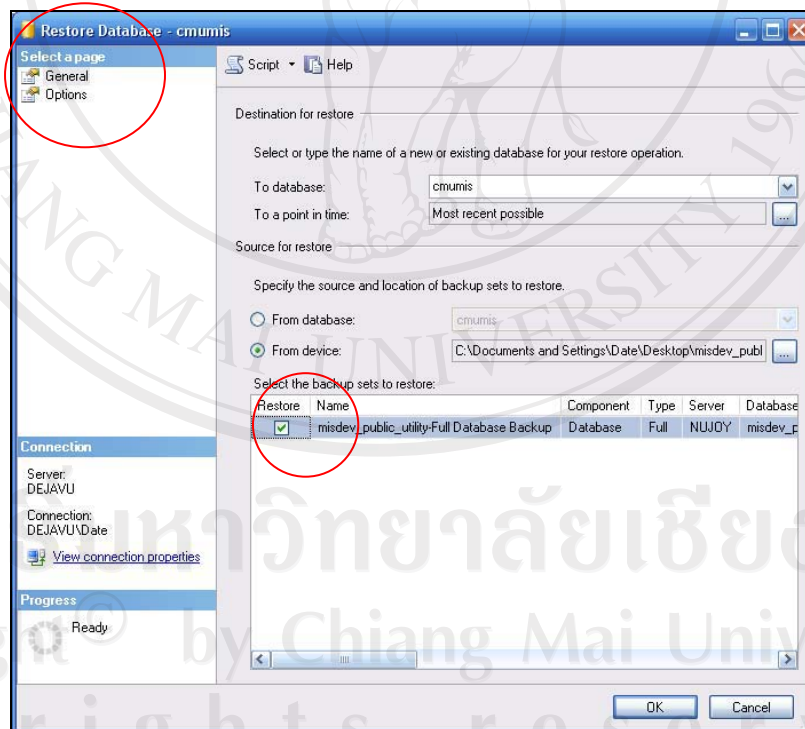 Restore Database - cmumis
Select a page
General
Options
Script Help
Destination for restore
Select or type the name of a new or existing database for your restore operation.
To database: cmumis
To a point in time: Most recent possible ...
Source for restore
Specify the source and location of backup sets to restore.
From database: cmumis
From device: C:\Documents and Settings\Date\Desktop\misdev_publ ...
Select the backup sets to restore:
Restore Name Component Type Server Database
misdev_public_utility-Full Database Backup Database Full NUJOY misdev_p
Connection
Server:
DEJAVU
Connection:
DEJAVU\Date
View connection properties
Progress
Ready
OK Cancel
ANG MAI UNIVERSITY 196
มหาวิทยาลัยเชียง
by Chiang Mai Univ
rights